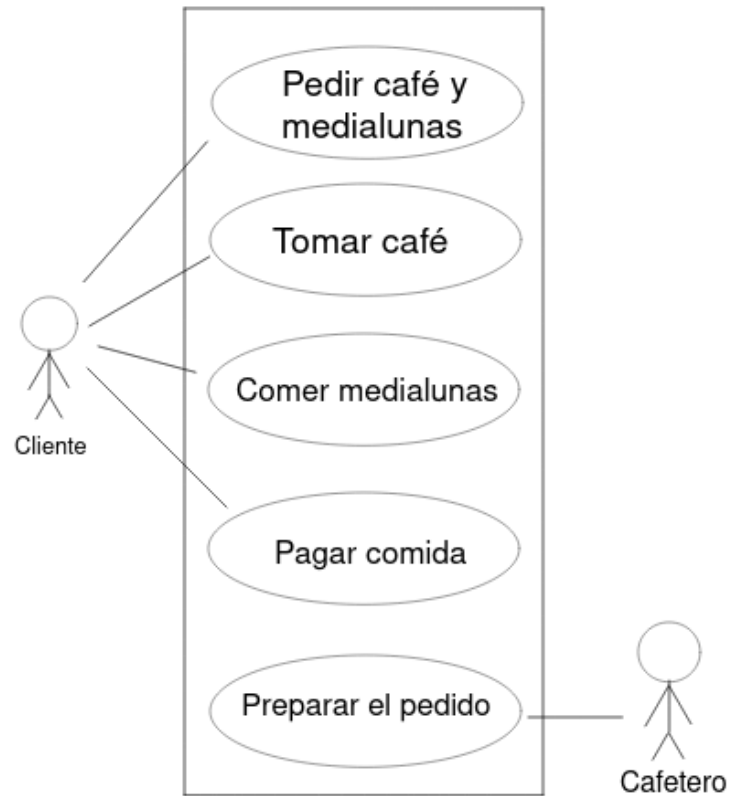 Pedir café y
medialunas
Tomar café
Comer medialunas
Cliente
Pagar comida
Preparar el pedido
Cafetero